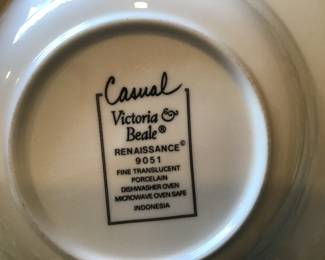 Casual
Victoria &
Beale®
RENAISSANCE©
9051
FINE TRANSLUCENT
PORCELAIN
DISHWASHER OVEN
MICROWAVE OVEN SAFE
INDONESIA